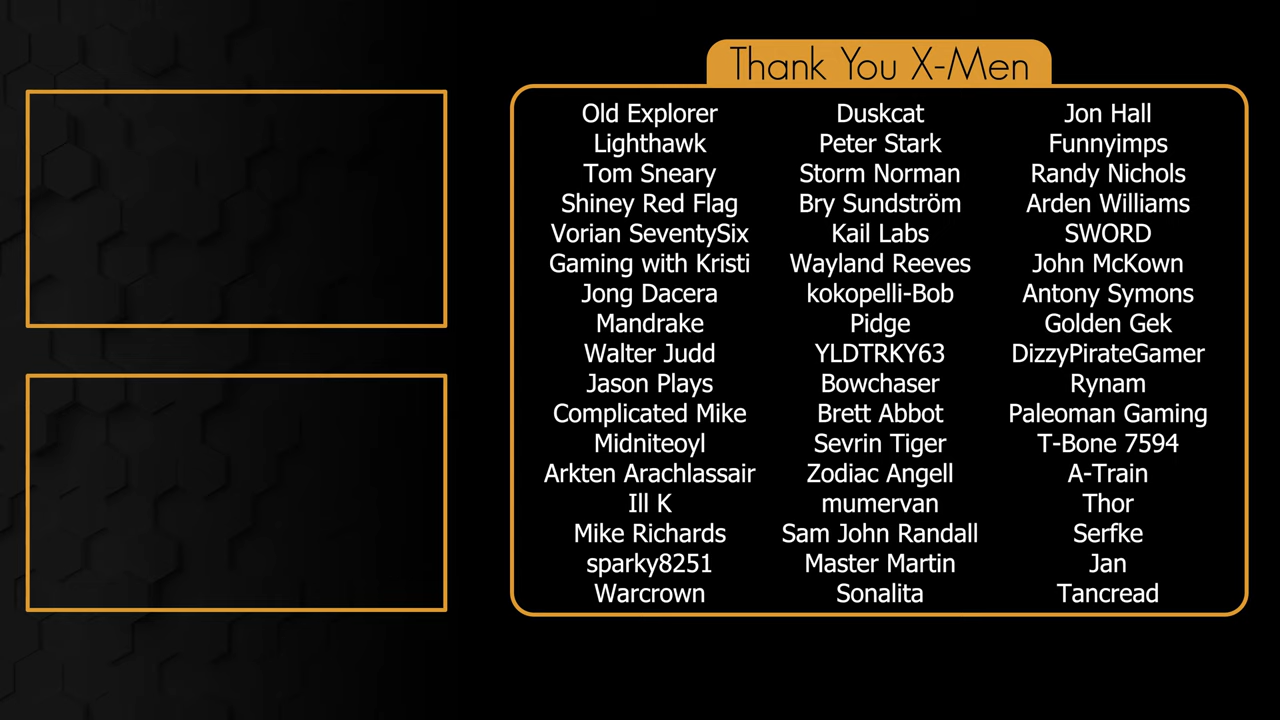 Thank You X-Men
Old Explorer Duskcat Jon Hall
Lighthawk Peter Stark Funnyimps
Tom Sneary Storm Norman Randy Nichols
Shiney Red Flag Bry Sundström Arden Williams
Vorian SeventySix Kail Labs SWORD
Gaming with Kristi Wayland Reeves John McKown
Jong Dacera kokopelli-Bob Antony Symons
Mandrake Pidge Golden Gek
Walter Judd YLDTRKY63 DizzyPirateGamer
Jason Plays Bowchaser Rynam
Complicated Mike Brett Abbot Paleoman Gaming
Midniteoyl Sevrin Tiger T-Bone 7594
Arkten Arachlassair Zodiac Angell A-Train
Ill K mumervan Thor
Mike Richards Sam John Randall Serfke
sparky8251 Master Martin Jan
Warcrown Sonalita Tancread